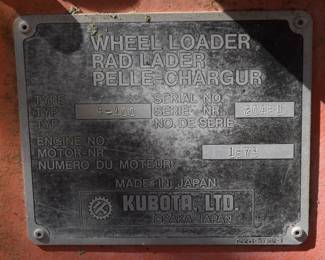 WHEEL LOADER
RAD LADER
PELLE-CHARGUR
TYPE SERIAL NO.
TYP SERIE-NR.
TYP NO. DE SERIE
ENGINE NO.
MOTOR-NR
NUMERO DU MOTEUR
MADE IN JAPAN
KUBOTA, LTD.
OSAKA JAPAN